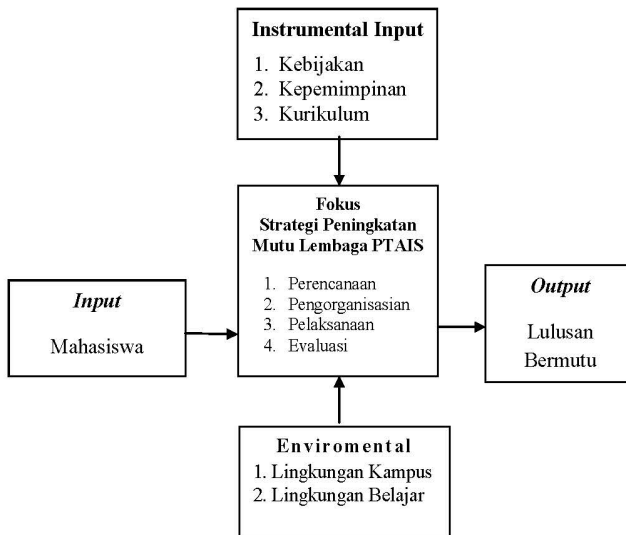 Instrumental Input
1. Kebijakan
2. Kepemimpinan
3. Kurikulum
Fokus
Strategi Peningkatan
Mutu Lembaga PTAIS
1. Perencanaan
2. Pengorganisasian
3. Pelaksanaan
4. Evaluasi
Input
Mahasiswa
Output
Lulusan
Bermutu
Enviromental
1. Lingkungan Kampus
2. Lingkungan Belajar